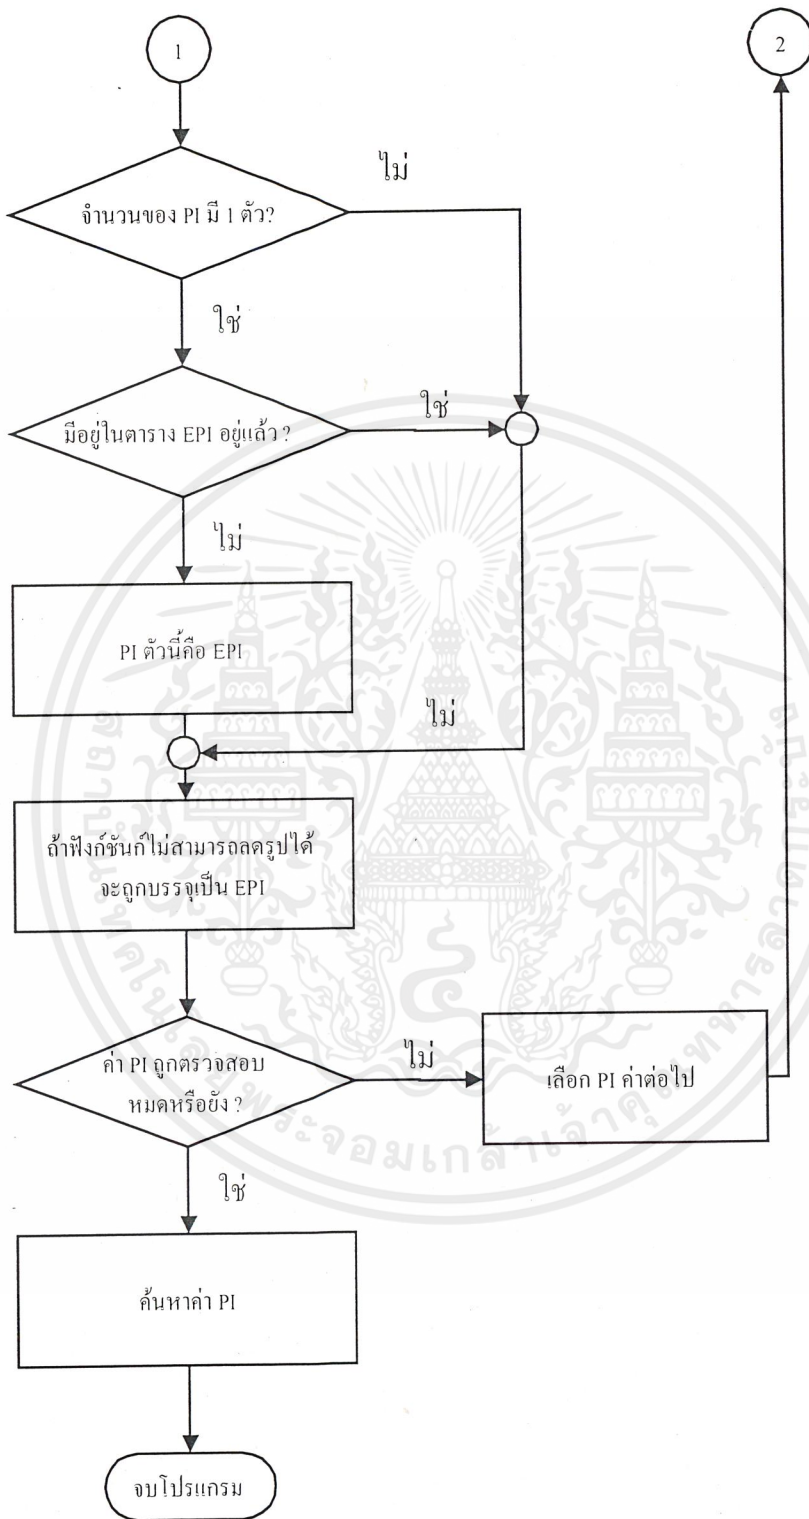 1
2
ไม่
จำนวนของ PI มี 1 ตัว?
ใช่
ใช่
มีอยู่ในตาราง EPI อยู่แล้ว ?
ไม่
PI ตัวนี้คือ EPI
ไม่
ถ้าฟังก์ชันก์ไม่สามารถลดรูปได้
จะถูกบรรจุเป็น EPI
ค่า PI ถูกตรวจสอบ
หมดหรือยัง ?
ไม่
เลือก PI ค่าต่อไป
ใช่
ค้นหาค่า PI
จบโปรแกรม